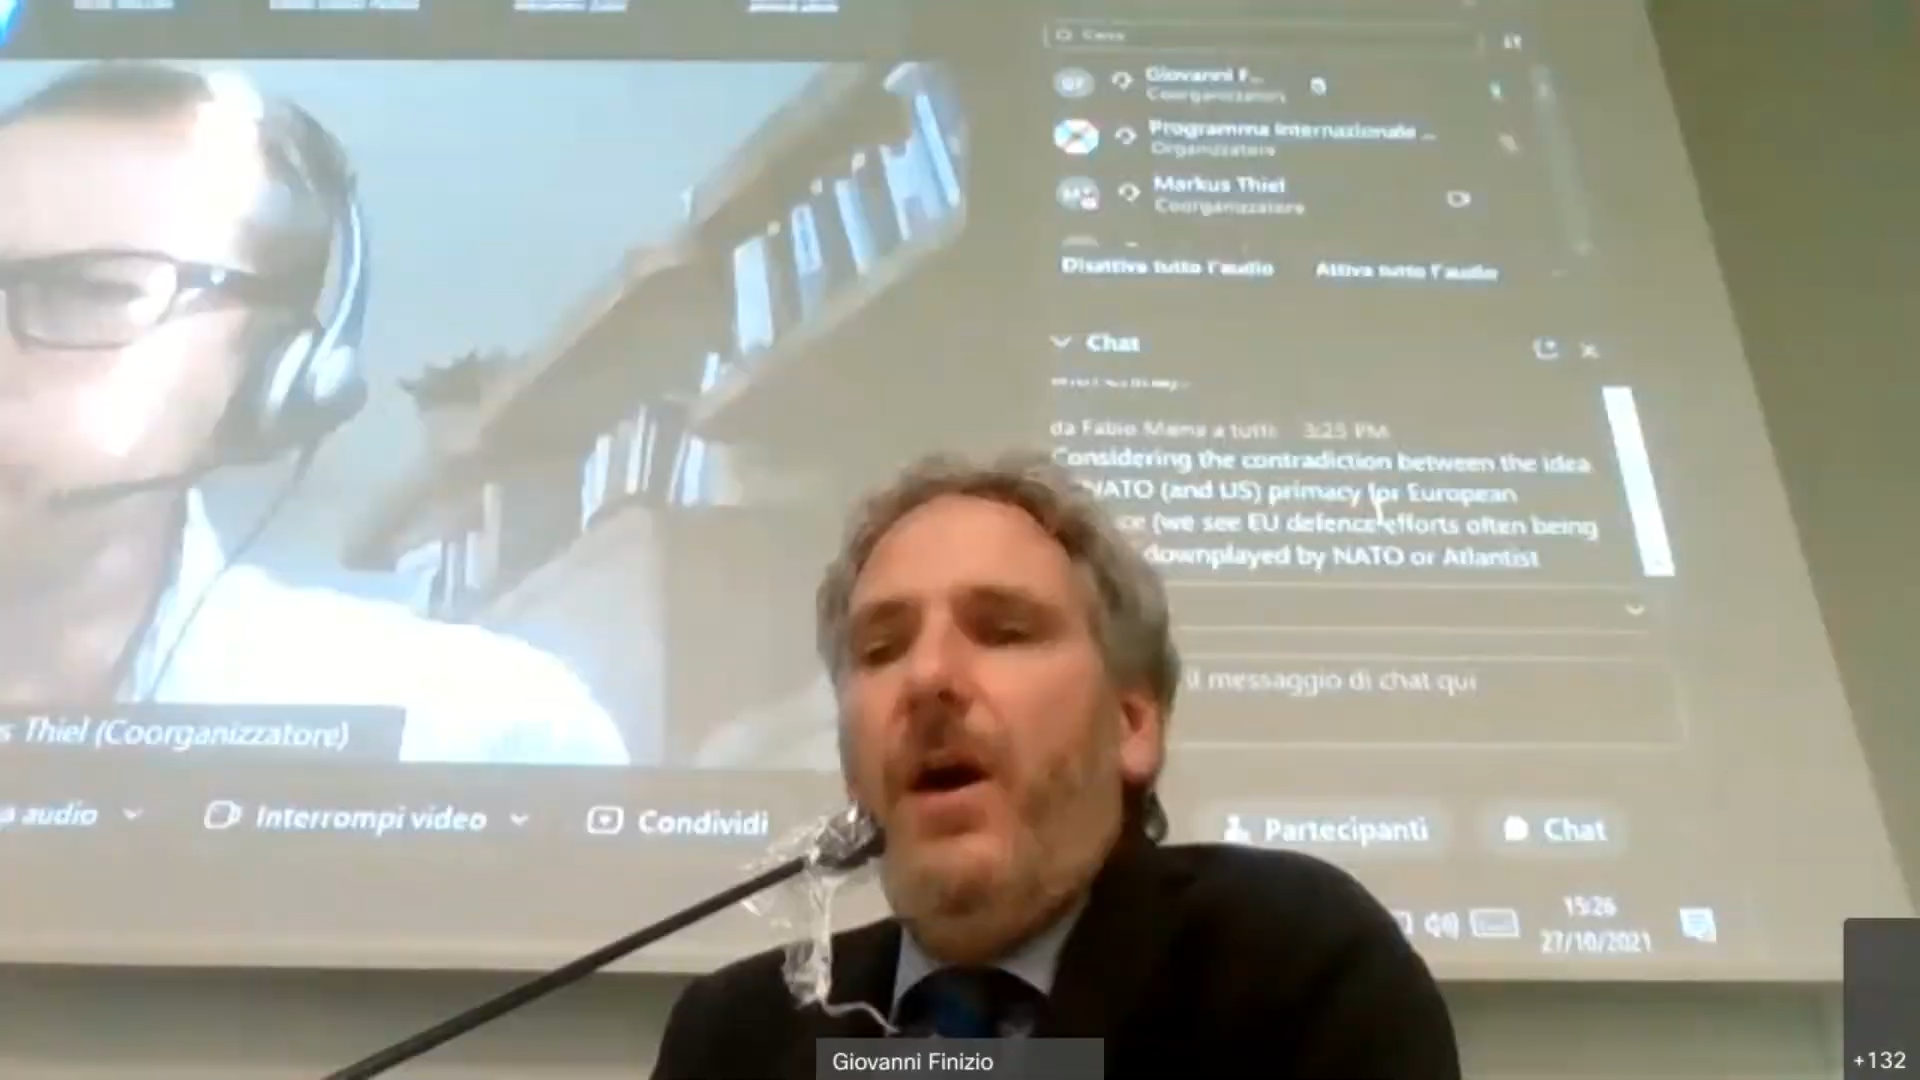 Cerca
Giovanni F...
Coorganizzatore
Programma Internazionale ...
Organizzatore
Markus Thiel
Coorganizzatore
Disattiva tutto l'audio
Attiva tutto l'audio
Chat
da Fabio a tutti: 3:25 PM
Considering the contradiction between the idea
NATO (and US) primacy for European
(we see EU defence efforts often being
downplayed by NATO or Atlantist
il messaggio di chat qui
s Thiel (Coorganizzatore)
a audio
Interrompi video
Condividi
Partecipanti
Chat
15:26
27/10/2021
Giovanni Finizio
+132